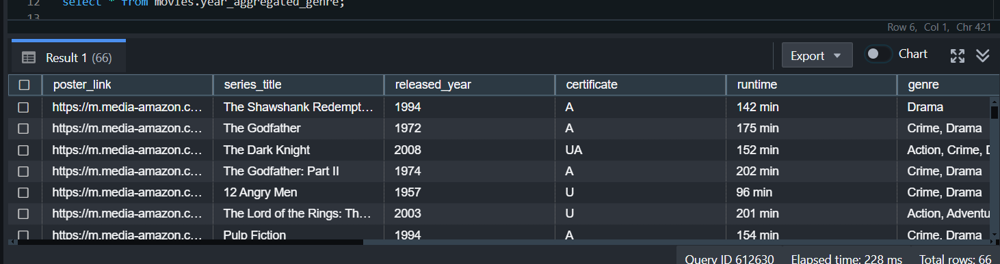 12 select * from movies.year_aggregated_genre;
13
Row 6, Col 1, Chr 421
Result 1 (66) Export Chart
poster_link series_title released_year certificate runtime genre
https://m.media-amazon.c... The Shawshank Redempt... 1994 A 142 min Drama
https://m.media-amazon.c... The Godfather 1972 A 175 min Crime, Drama
https://m.media-amazon.c... The Dark Knight 2008 UA 152 min Action, Crime, D
https://m.media-amazon.c... The Godfather: Part II 1974 A 202 min Crime, Drama
https://m.media-amazon.c... 12 Angry Men 1957 U 96 min Crime, Drama
https://m.media-amazon.c... The Lord of the Rings: Th... 2003 U 201 min Action, Adventu
https://m.media-amazon.c... Pulp Fiction 1994 A 154 min Crime, Drama
Query ID 612630 Elapsed time: 228 ms Total rows: 66